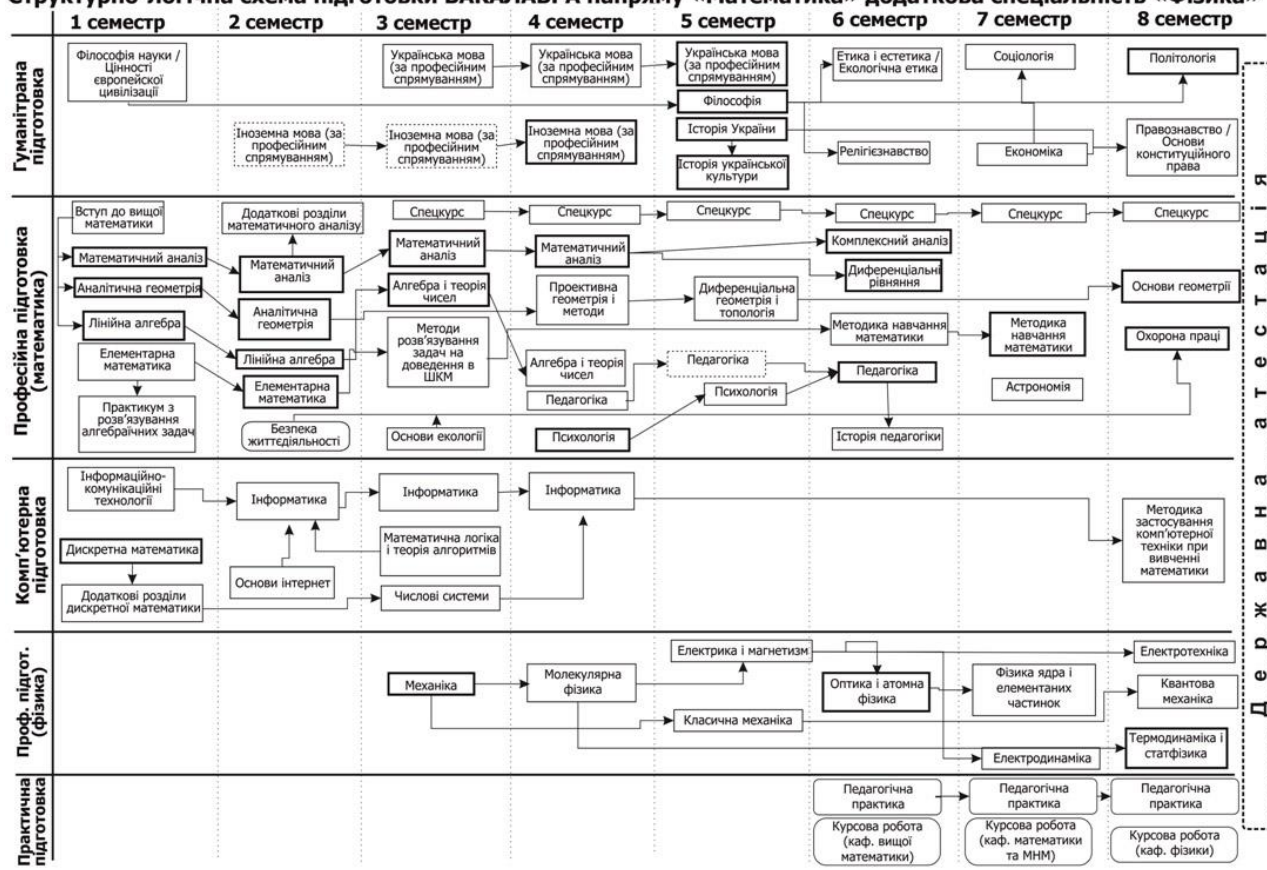 Структурно-логічна схема підготовки БАКАЛАВРА напряму «Математика» додаткова спеціальність «Фізика»
1 семестр
2 семестр
3 семестр
4 семестр
5 семестр
6 семестр
7 семестр
8 семестр
Гуманітрана
підготовка
Філософія науки /
Цінності
європейскої
цивілізації
Українська мова
(за професійним
спрямуванням)
Українська мова
(за професійним
спрямуванням)
Українська мова
(за професійним
спрямуванням)
Етика і естетика /
Екологічна етика
Соціологія
Політологія
Філософія
Іноземна мова (за
професійним
спрямуванням)
Іноземна мова (за
професійним
спрямуванням)
Іноземна мова (за
професійним
спрямуванням)
Історія України
Історія української
культури
Релігієзнавство
Економіка
Правознавство /
Основи
конституційного
права
Професійна підготовка
(математика)
Вступ до вищої
математики
Додаткові розділи
математичного аналізу
Спецкурс
Спецкурс
Спецкурс
Спецкурс
Спецкурс
Спецкурс
Математичний аналіз
Математичний
аналіз
Математичний
аналіз
Математичний
аналіз
Комплексний аналіз
Диференціальні
рівняння
Аналітична геометрія
Аналітична
геометрія
Алгебра і теорія
чисел
Проективна
геометрія і
методи
Диференціальна
геометрія і
топологія
Основи геометрії
Лінійна алгебра
Лінійна алгебра
Методи
розв'язування
задач на
доведення в
ШКМ
Алгебра і теорія
чисел
Методика навчання
математики
Методика
навчання
математики
Охорона праці
Елементарна
математика
Елементарна
математика
Педагогіка
Педагогіка
Педагогіка
Психологія
Астрономія
Практикум з
розв'язування
алгебраїчних задач
Безпека
життєдіяльності
Основи екології
Психологія
Історія педагогіки
Комп'ютерна
підготовка
Інформаційно-
комунікаційні
технології
Інформатика
Інформатика
Інформатика
Дискретна математика
Математична логіка
і теорія алгоритмів
Методика
застосування
комп'ютерної
техніки при
вивченні
математики
Основи інтернет
Додаткові розділи
дискретної математики
Числові системи
Проф. підгот.
(фізика)
Механіка
Молекулярна
фізика
Електрика і магнетизм
Класична механіка
Оптика і атомна
фізика
Фізика ядра і
елементаних
частинок
Електротехніка
Квантова
механіка
Електродинаміка
Термодинаміка і
статфізика
Практична
підготовка
Педагогічна
практика
Педагогічна
практика
Педагогічна
практика
Курсова робота
(каф. вищої
математики)
Курсова робота
(каф. математики
та МНМ)
Курсова робота
(каф. фізики)
Державна атестація